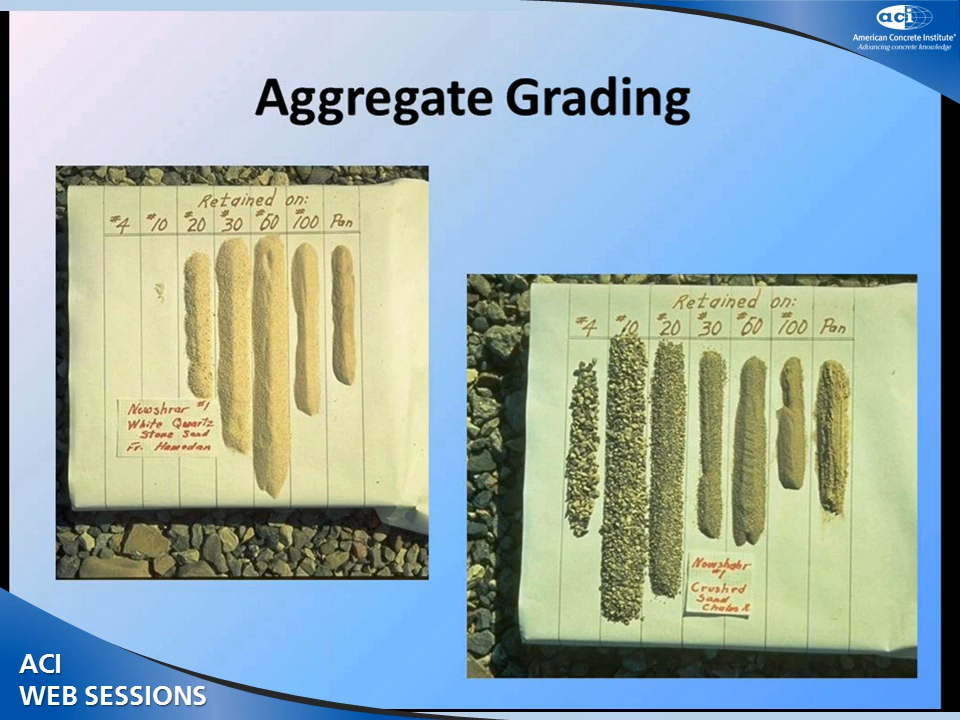 aci
American Concrete Institute®
Advancing concrete knowledge
Aggregate Grading
Retained on:
#4 #10 #20 #30 #60 #100 Pan
Nowshrar #1
White Quartz
Stone Sand
Fr. Hamedan
Retained on:
#4 #10 #20 #30 #60 #100 Pan
Nowshahr
#1
Crushed
Sand
Chalus R
ACI
WEB SESSIONS